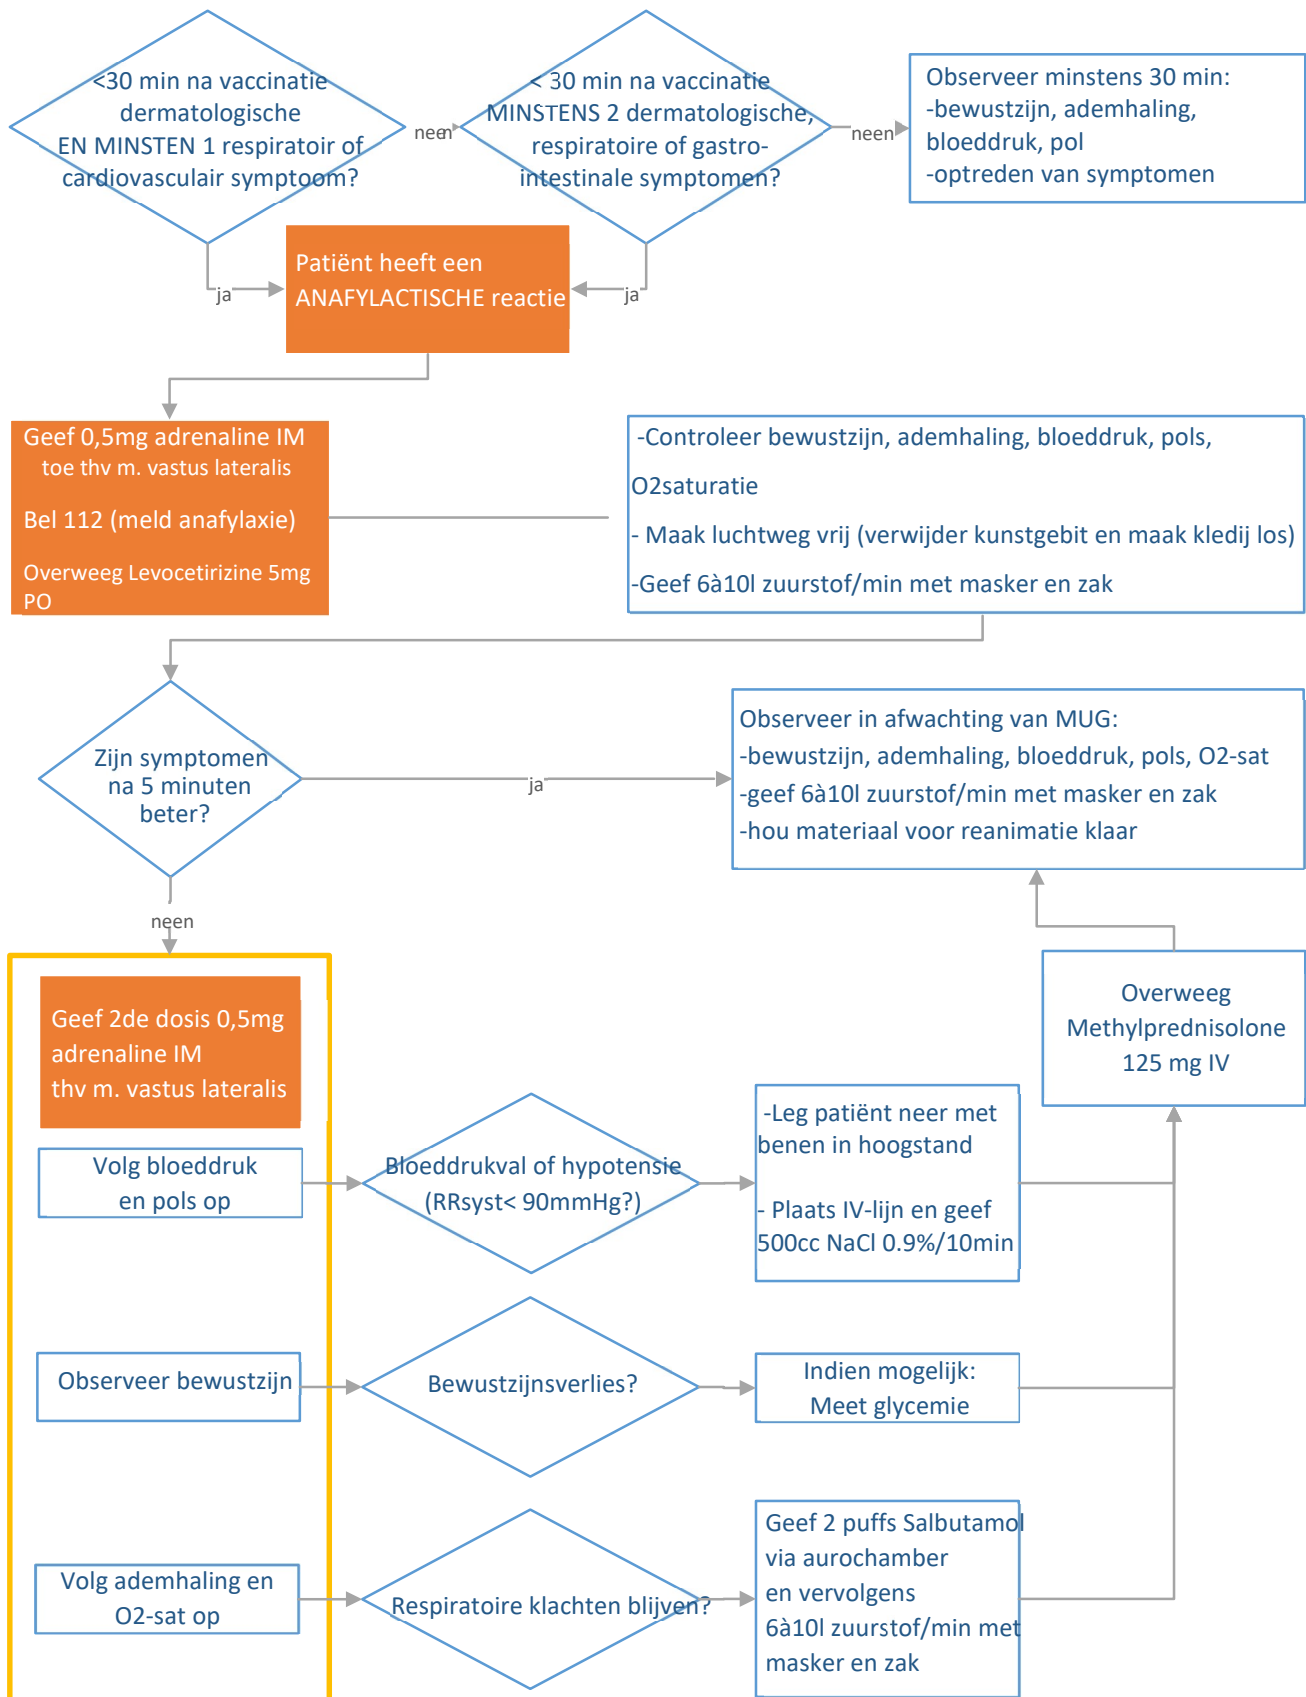 <30 min na vaccinatie
dermatologische
EN MINSTEN 1 respiratoir of
cardiovasculair symptoom?
neen
< 30 min na vaccinatie
MINSTENS 2 dermatologische,
respiratoire of gastro-
intestinale symptomen?
neen
Observeer minstens 30 min:
-bewustzijn, ademhaling,
bloeddruk, pol
-optreden van symptomen
ja
Patiënt heeft een
ANAFYLACTISCHE reactie
ja
Geef 0,5mg adrenaline IM
toe thv m. vastus lateralis
Bel 112 (meld anafylaxie)
Overweeg Levocetirizine 5mg
PO
-Controleer bewustzijn, ademhaling, bloeddruk, pols,
O2saturatie
- Maak luchtweg vrij (verwijder kunstgebit en maak kledij los)
-Geef 6à10l zuurstof/min met masker en zak
Zijn symptomen
na 5 minuten
beter?
ja
Observeer in afwachting van MUG:
-bewustzijn, ademhaling, bloeddruk, pols, O2-sat
-geef 6à10l zuurstof/min met masker en zak
-hou materiaal voor reanimatie klaar
neen
Geef 2de dosis 0,5mg
adrenaline IM
thv m. vastus lateralis
Overweeg
Methylprednisolone
125 mg IV
Volg bloeddruk
en pols op
Bloeddrukval of hypotensie
(RRsyst< 90mmHg?)
-Leg patiënt neer met
benen in hoogstand
- Plaats IV-lijn en geef
500cc NaCl 0.9%/10min
Observeer bewustzijn
Bewustzijnsverlies?
Indien mogelijk:
Meet glycemie
Volg ademhaling en
O2-sat op
Respiratoire klachten blijven?
Geef 2 puffs Salbutamol
via aurochamber
en vervolgens
6à10l zuurstof/min met
masker en zak